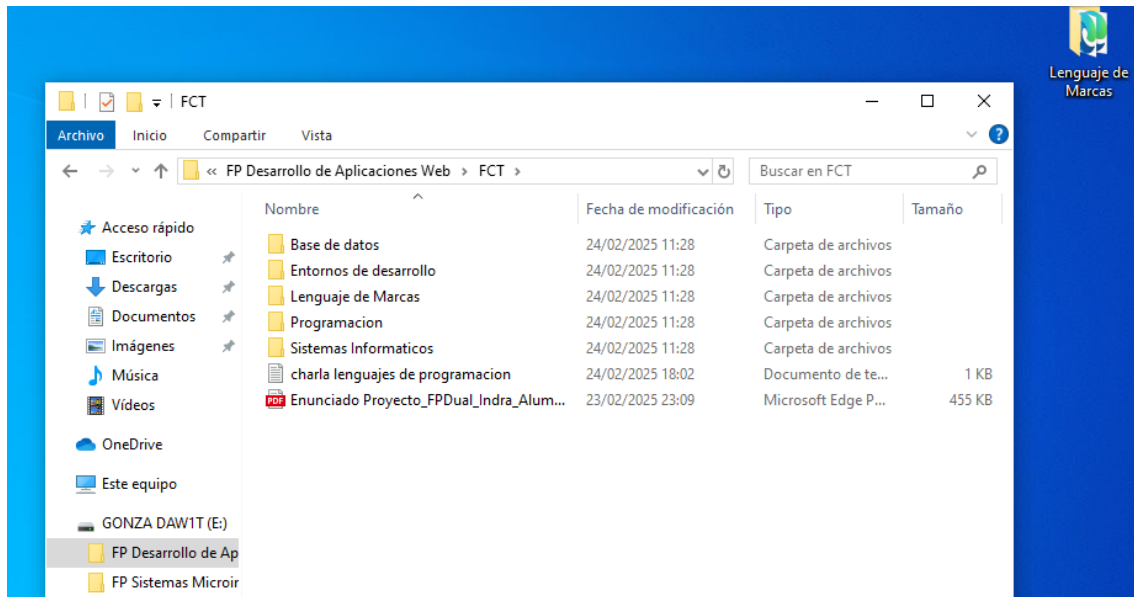 Lenguaje de
Marcas
FCT
Archivo Inicio Compartir Vista
?
« FP Desarrollo de Aplicaciones Web > FCT >
Buscar en FCT
Nombre Fecha de modificación Tipo Tamaño
Acceso rápido
Escritorio
Descargas
Documentos
Imágenes
Música
Vídeos
OneDrive
Este equipo
GONZA DAW1T (E:)
FP Desarrollo de Ap
FP Sistemas Microir
Base de datos 24/02/2025 11:28 Carpeta de archivos
Entornos de desarrollo 24/02/2025 11:28 Carpeta de archivos
Lenguaje de Marcas 24/02/2025 11:28 Carpeta de archivos
Programacion 24/02/2025 11:28 Carpeta de archivos
Sistemas Informaticos 24/02/2025 11:28 Carpeta de archivos
charla lenguajes de programacion 24/02/2025 18:02 Documento de te... 1 KB
PDF Enunciado Proyecto_FPDual_Indra_Alum... 23/02/2025 23:09 Microsoft Edge P... 455 KB